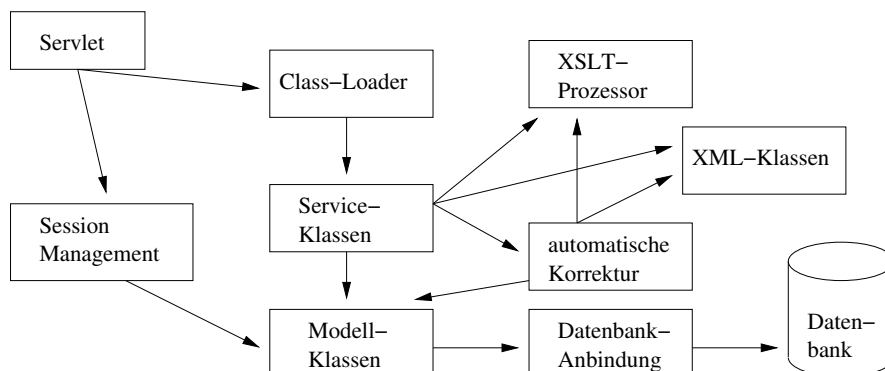 Servlet
Class−Loader
XSLT−
Prozessor
XML−Klassen
Session
Management
Service-
Klassen
automatische
Korrektur
Modell-
Klassen
Datenbank−
Anbindung
Daten−
bank